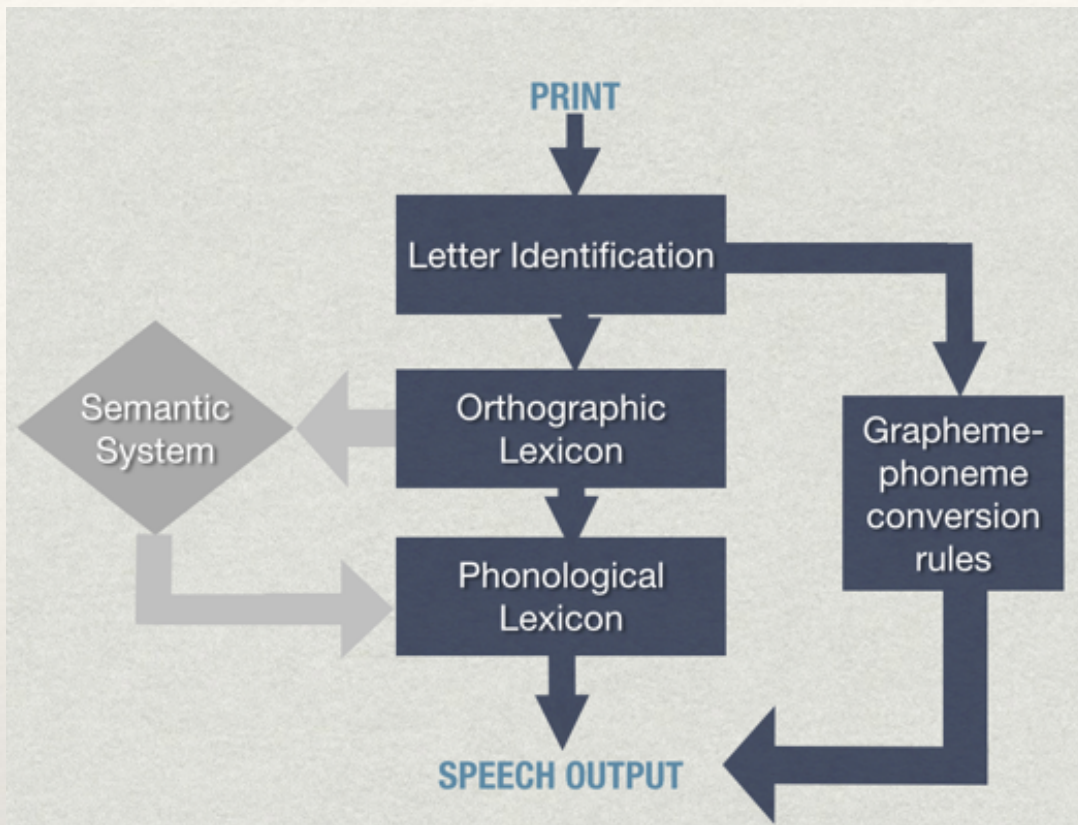 PRINT
Letter Identification
Semantic
System
Orthographic
Lexicon
Grapheme-
phoneme
conversion
rules
Phonological
Lexicon
SPEECH OUTPUT